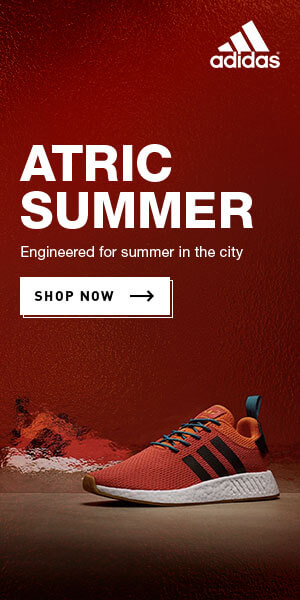 adidas
ATRIC
SUMMER
Engineered for summer in the city
SHOP NOW